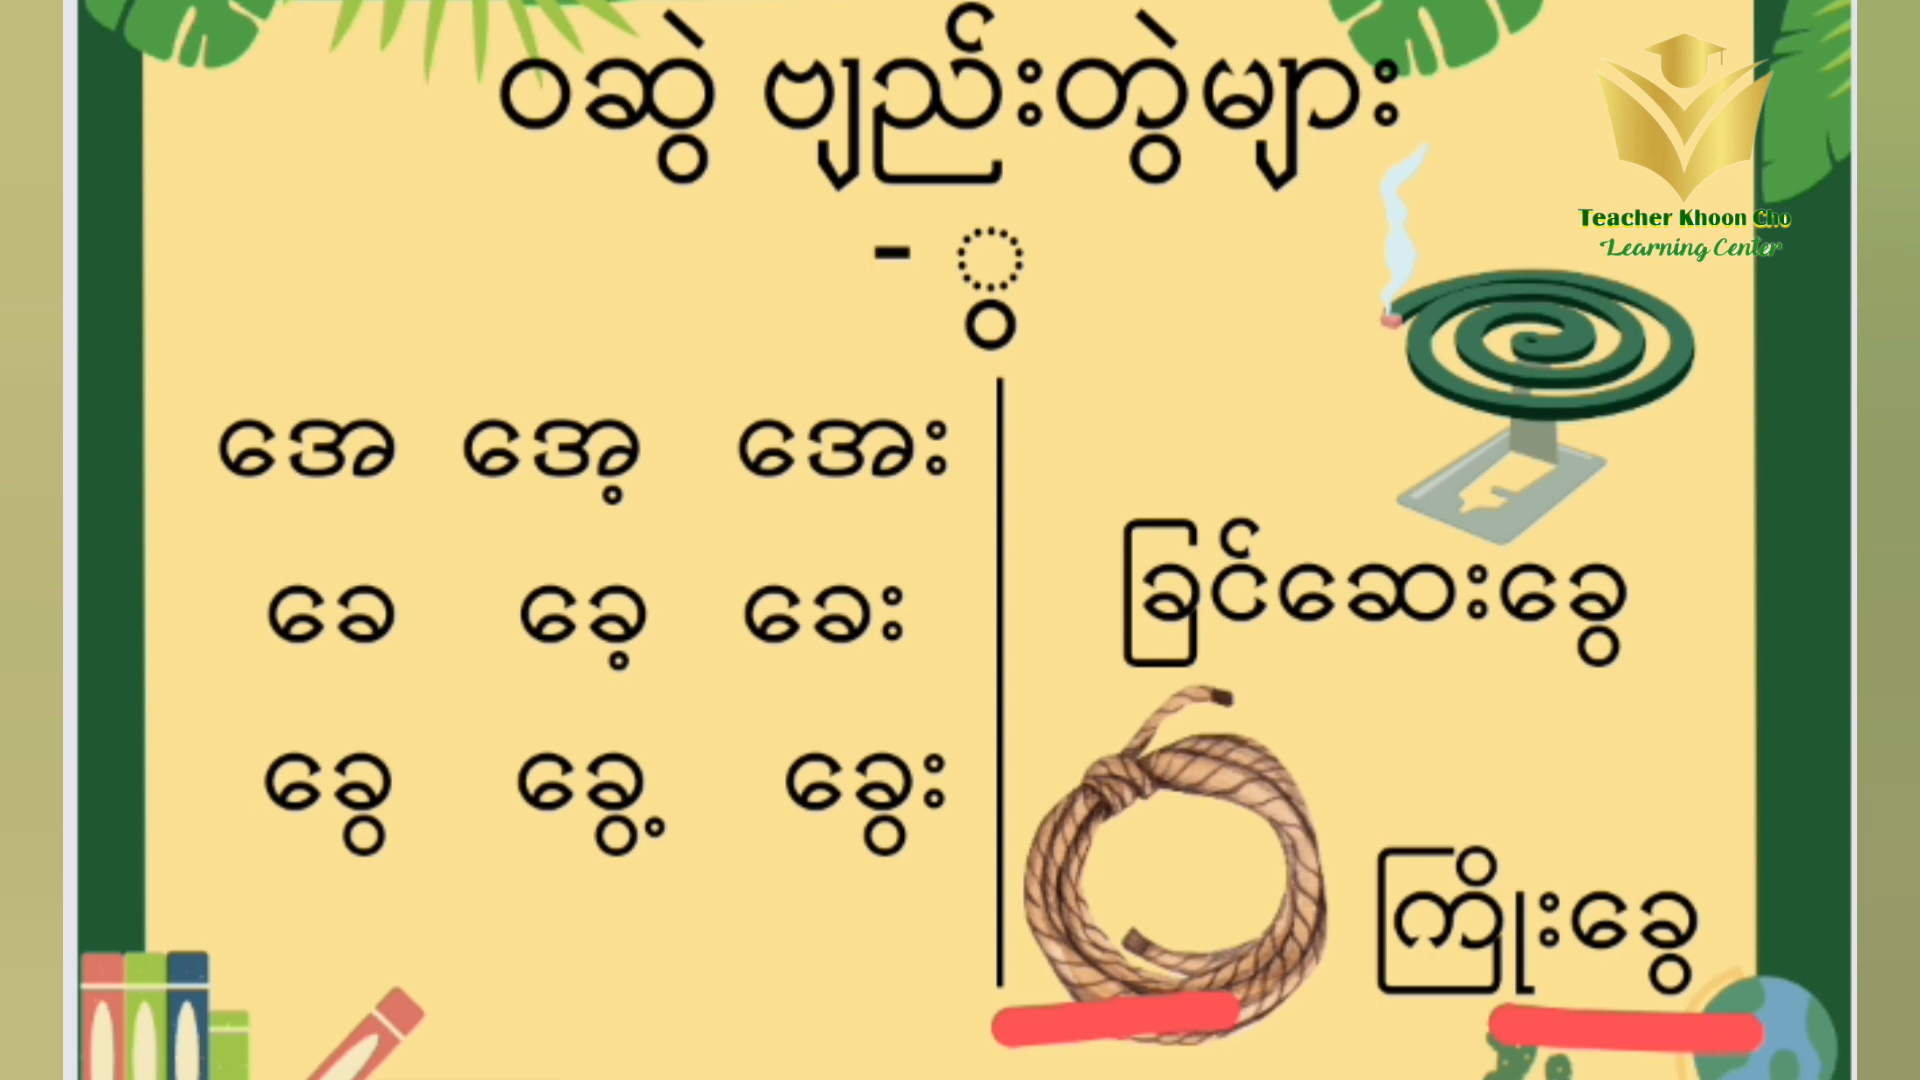 ဝဆွဲ ဗျည်းတွဲများ
- ွ
Teacher Khoon Cho
Learning Center
အေ အေ့ အေး
ခေ ခေ့ ခေး
ခွေ ခွေ့ ခွေး
ခြင်ဆေးခွေ
ကြိုးခွေ